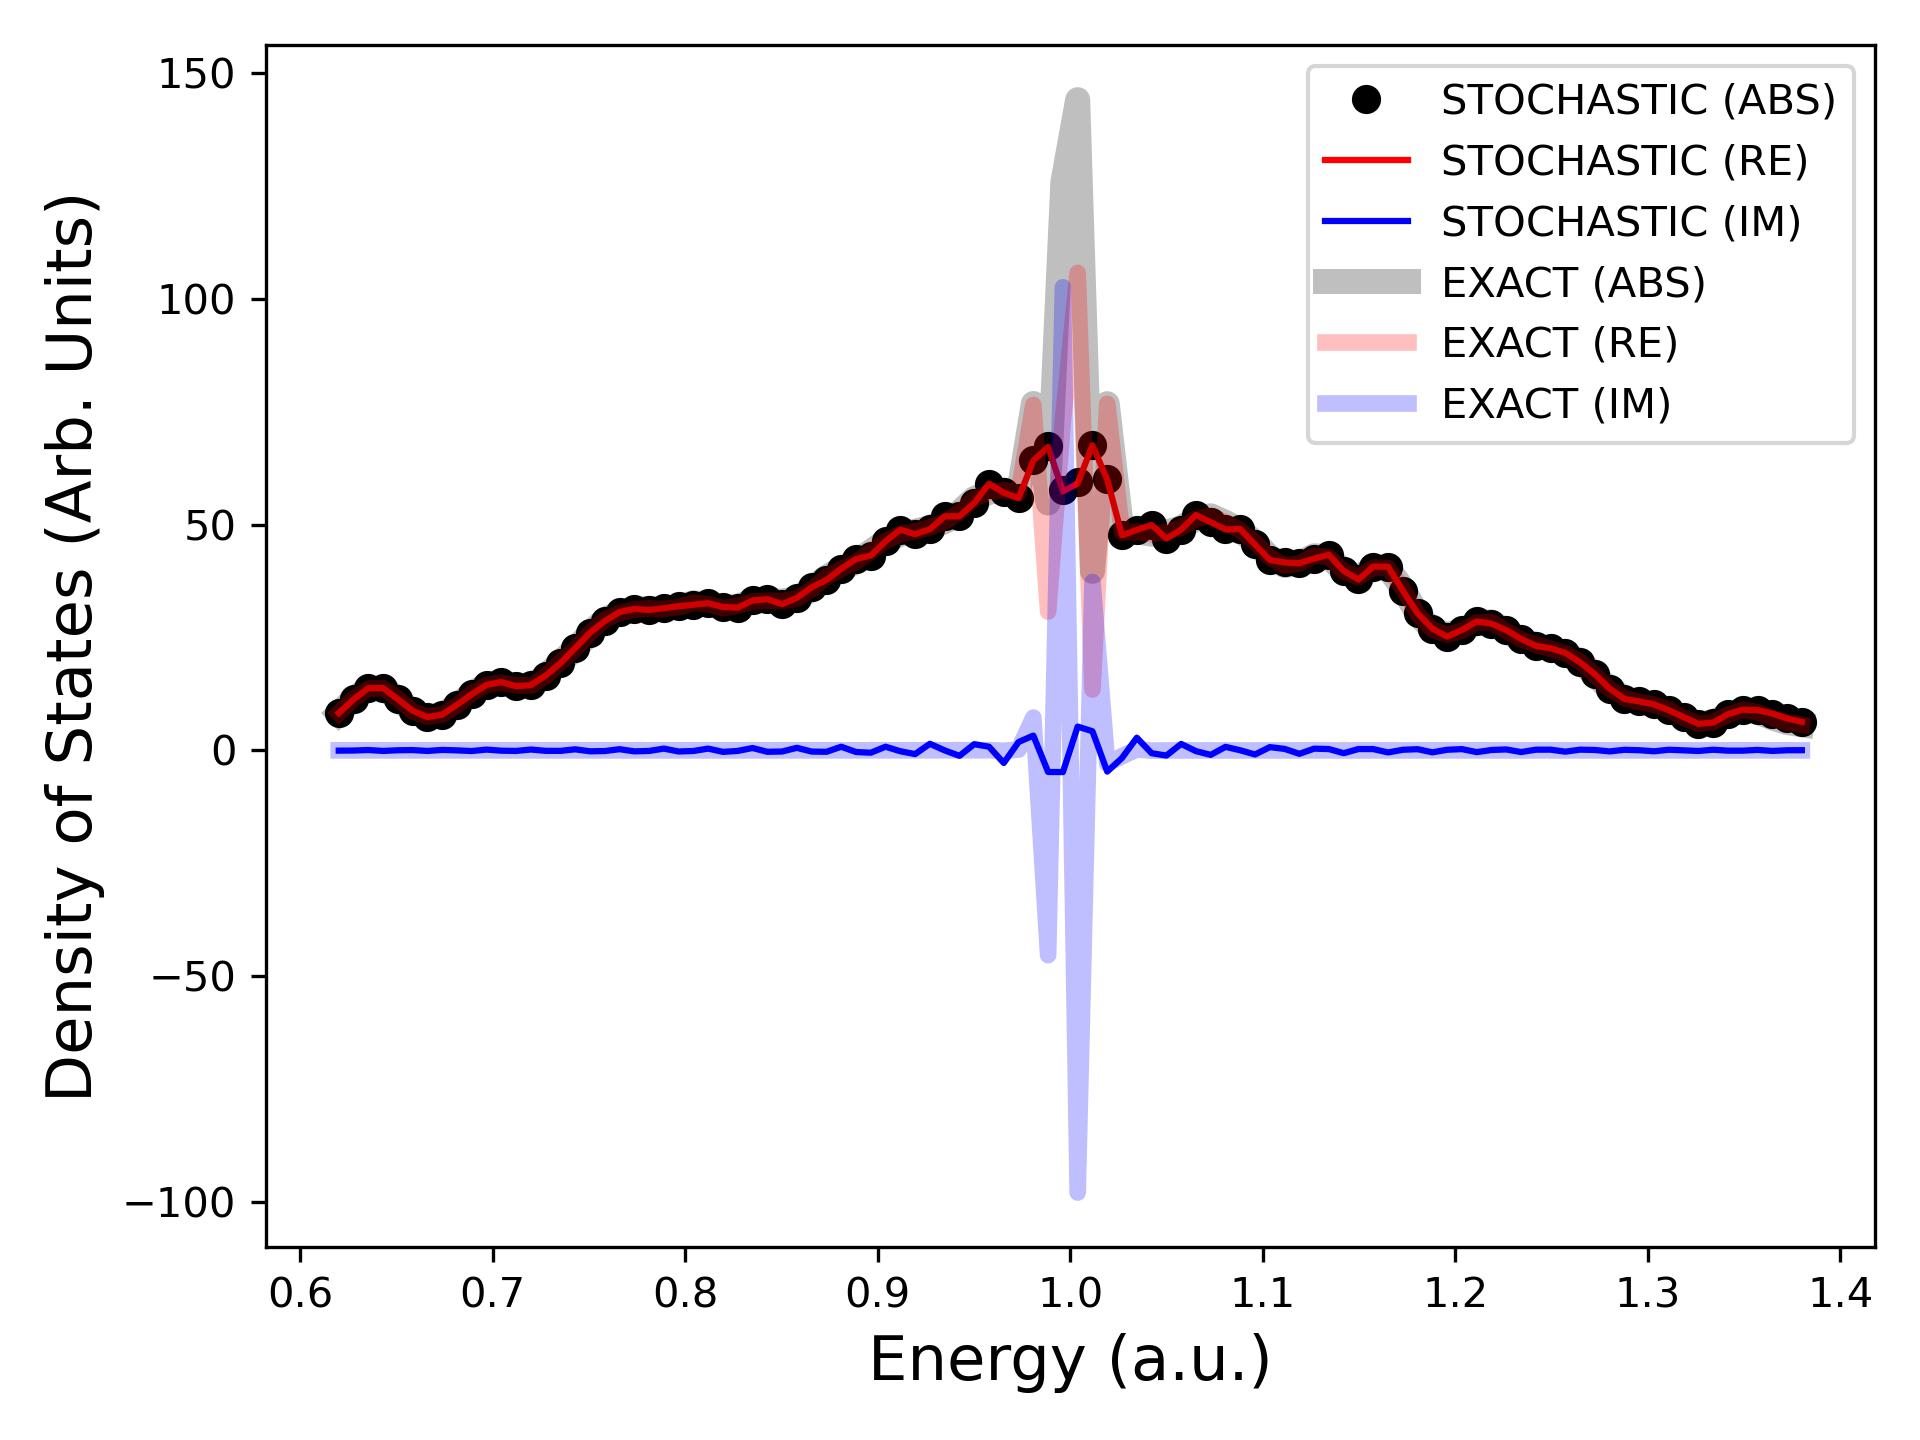 Density of States (Arb. Units)
150
100
50
0
−50
−100
STOCHASTIC (ABS)
STOCHASTIC (RE)
STOCHASTIC (IM)
EXACT (ABS)
EXACT (RE)
EXACT (IM)
0.6 0.7 0.8 0.9 1.0 1.1 1.2 1.3 1.4
Energy (a.u.)